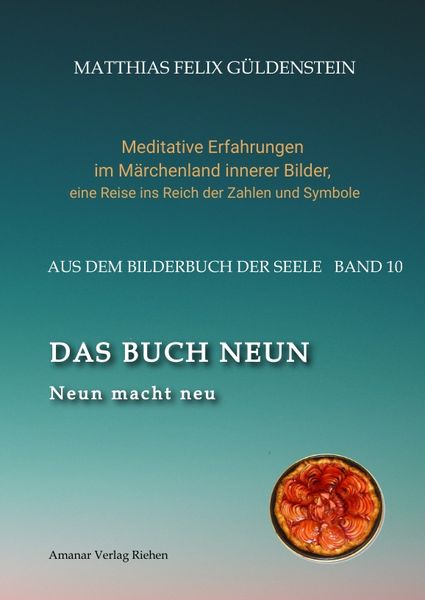 MATTHIAS FELIX GÜLDENSTEIN
Meditative Erfahrungen
im Märchenland innerer Bilder,
eine Reise ins Reich der Zahlen und Symbole
AUS DEM BILDERBUCH DER SEELE BAND 10
DAS BUCH NEUN
Neun macht neu
Amanar Verlag Riehen